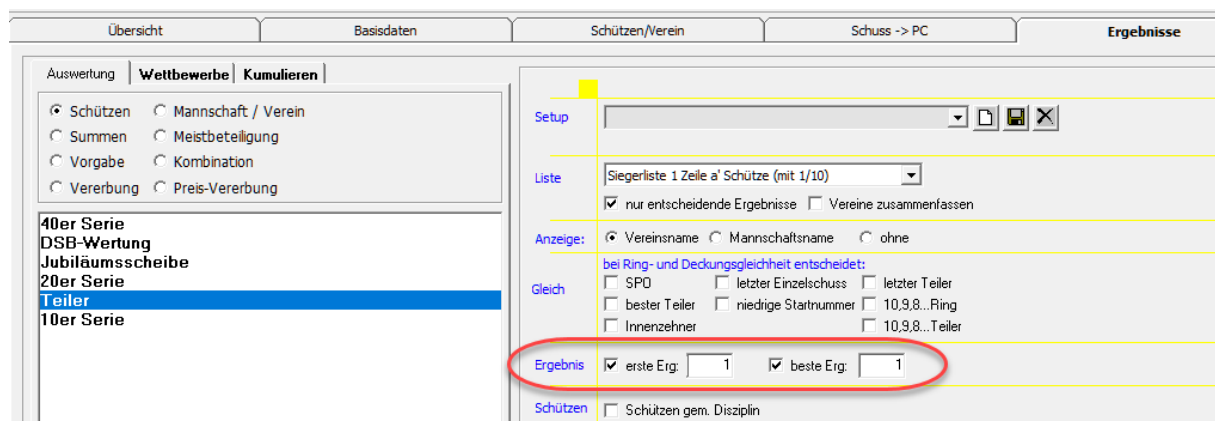 Übersicht Basisdaten Schützen/Verein Schuss -> PC Ergebnisse
Auswertung Wettbewerbe Kumulieren
Schützen Mannschaft / Verein
Summen Meistbeteiligung
Vorgabe Kombination
Vererbung Preis-Vererbung
40er Serie
DSB-Wertung
Jubiläumsscheibe
20er Serie
Teiler
10er Serie
Setup
Liste Siegerliste 1 Zeile a' Schütze (mit 1/10)
nur entscheidende Ergebnisse Vereine zusammenfassen
Anzeige: Vereinsname Mannschaftsname ohne
bei Ring- und Deckungsgleichheit entscheidet:
Gleich SPO letzter Einzelschuss letzter Teiler
bester Teiler niedrige Startnummer 10,9,8...Ring
Innenzehner 10,9,8...Teiler
Ergebnis erste Erg: 1 beste Erg: 1
Schützen Schützen gem. Disziplin